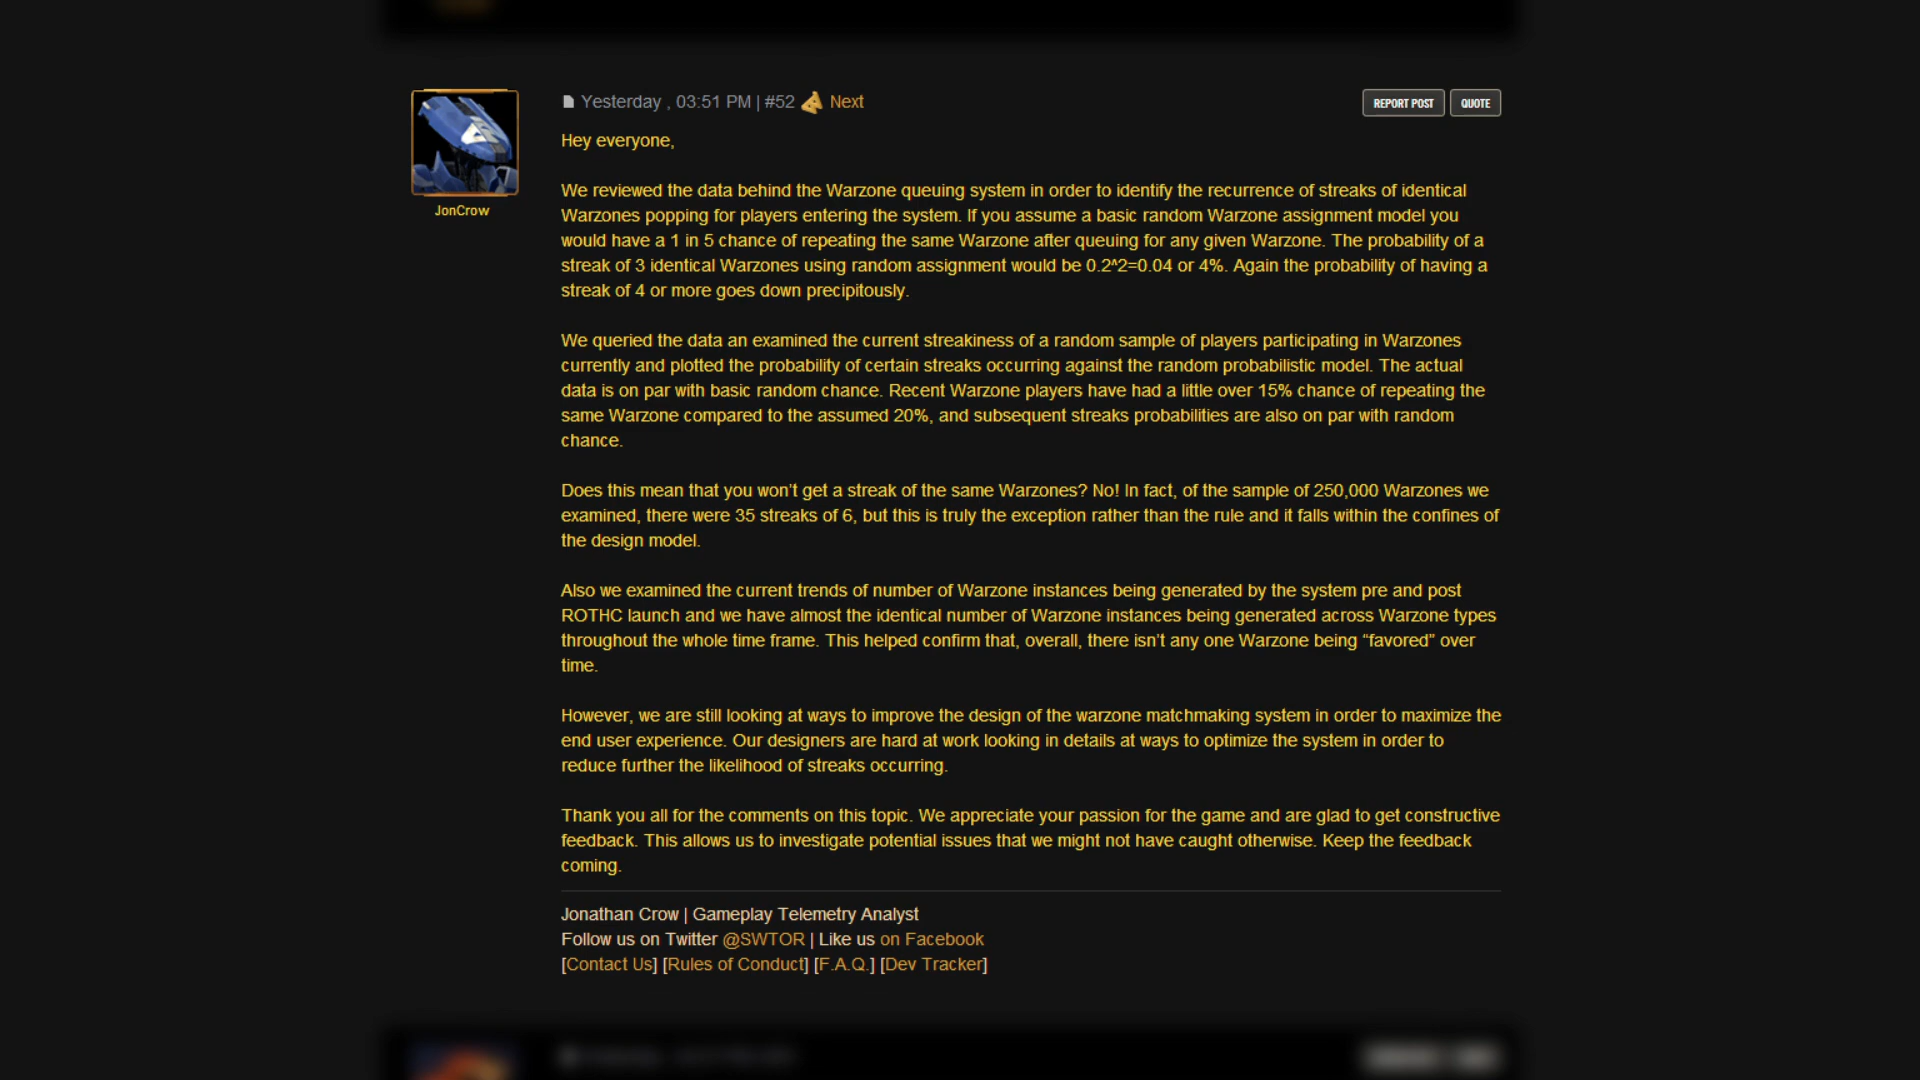 Yesterday , 03:51 PM | #52 Next
REPORT POST QUOTE
JonCrow
Hey everyone,
We reviewed the data behind the Warzone queuing system in order to identify the recurrence of streaks of identical
Warzones popping for players entering the system. If you assume a basic random Warzone assignment model you
would have a 1 in 5 chance of repeating the same Warzone after queuing for any given Warzone. The probability of a
streak of 3 identical Warzones using random assignment would be 0.2^2=0.04 or 4%. Again the probability of having a
streak of 4 or more goes down precipitously.
We queried the data an examined the current streakiness of a random sample of players participating in Warzones
currently and plotted the probability of certain streaks occurring against the random probabilistic model. The actual
data is on par with basic random chance. Recent Warzone players have had a little over 15% chance of repeating the
same Warzone compared to the assumed 20%, and subsequent streaks probabilities are also on par with random
chance.
Does this mean that you won't get a streak of the same Warzones? No! In fact, of the sample of 250,000 Warzones we
examined, there were 35 streaks of 6, but this is truly the exception rather than the rule and it falls within the confines of
the design model.
Also we examined the current trends of number of Warzone instances being generated by the system pre and post
ROTHC launch and we have almost the identical number of Warzone instances being generated across Warzone types
throughout the whole time frame. This helped confirm that, overall, there isn't any one Warzone being “favored” over
time.
However, we are still looking at ways to improve the design of the warzone matchmaking system in order to maximize the
end user experience. Our designers are hard at work looking in details at ways to optimize the system in order to
reduce further the likelihood of streaks occurring.
Thank you all for the comments on this topic. We appreciate your passion for the game and are glad to get constructive
feedback. This allows us to investigate potential issues that we might not have caught otherwise. Keep the feedback
coming.
Jonathan Crow | Gameplay Telemetry Analyst
Follow us on Twitter @SWTOR | Like us on Facebook
[Contact Us] [Rules of Conduct] [F.A.Q.] [Dev Tracker]